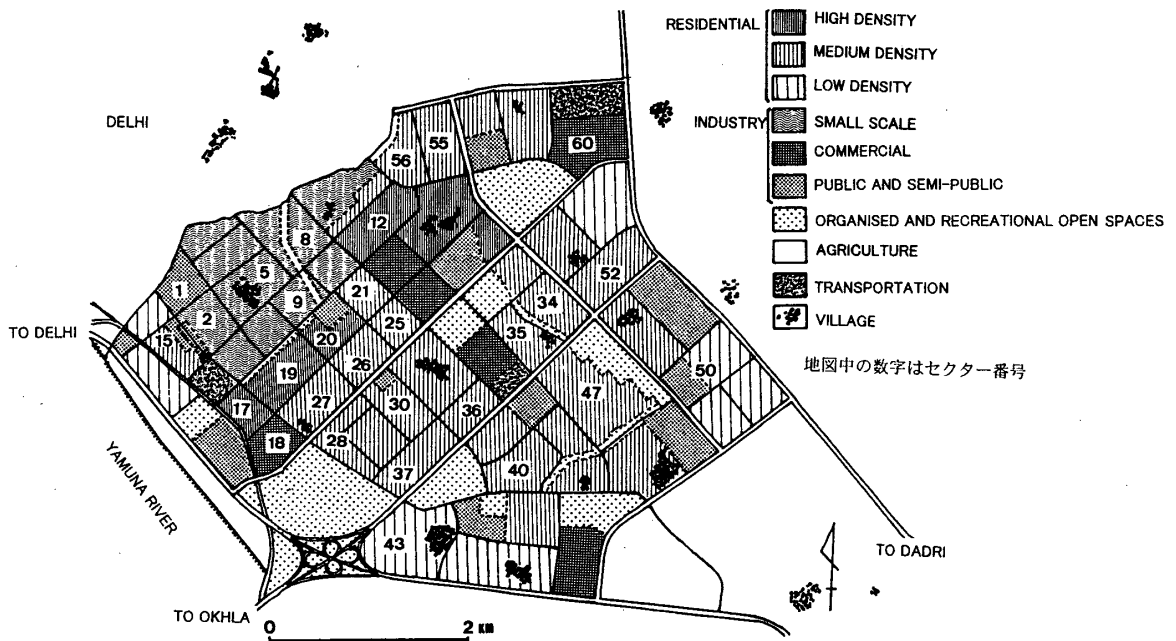 DELHI
TO DELHI
YAMUNA RIVER
TO OKHLA
TO DADRI
0 2 KM
56
55
60
12
8
1
5
9
21
52
2
34
15
20
25
35
19
26
50
17
27
30
36
47
18
28
37
40
43
RESIDENTIAL
HIGH DENSITY
MEDIUM DENSITY
LOW DENSITY
INDUSTRY
SMALL SCALE
COMMERCIAL
PUBLIC AND SEMI-PUBLIC
ORGANISED AND RECREATIONAL OPEN SPACES
AGRICULTURE
TRANSPORTATION
VILLAGE
地図中の数字はセクター番号